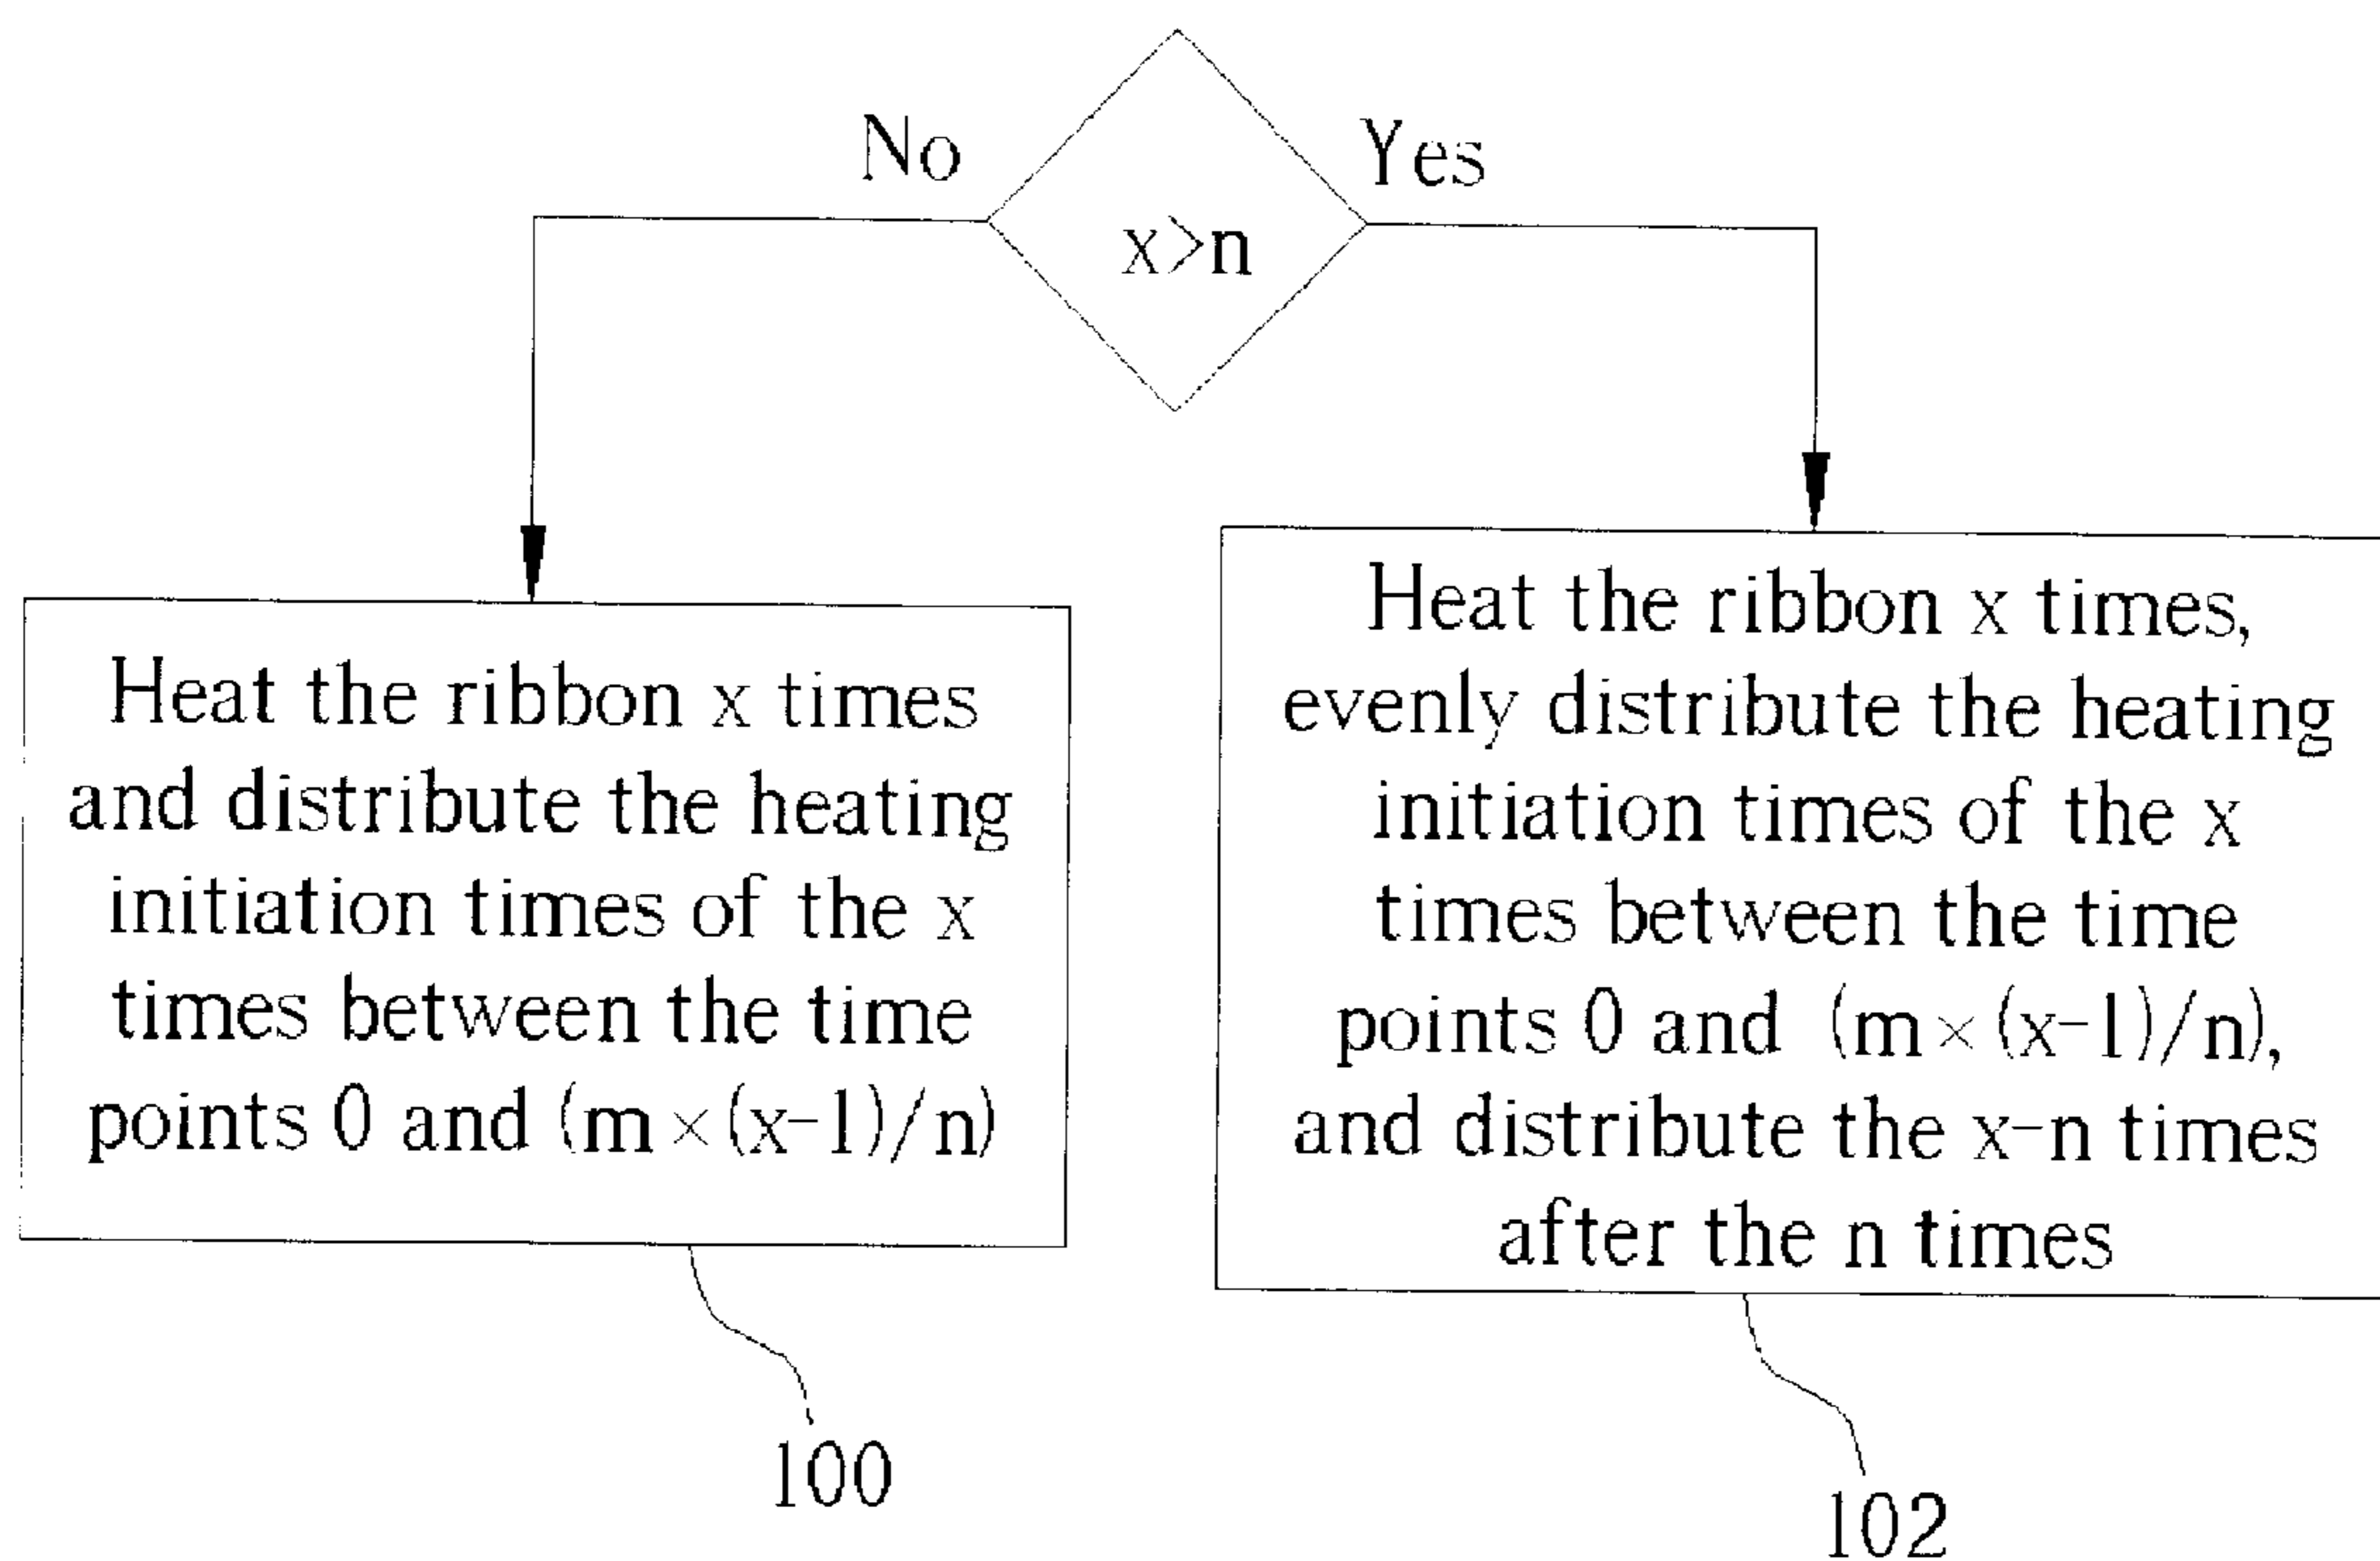 No
Yes
x>n
Heat the ribbon x times
and distribute the heating
initiation times of the x
times between the time
points 0 and (m×(x-1)/n)
100
Heat the ribbon x times,
evenly distribute the heating
initiation times of the x
times between the time
points 0 and (m×(x-1)/n),
and distribute the x-n times
after the n times
102